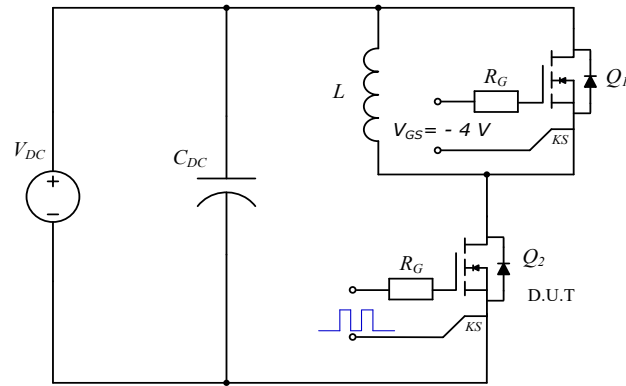 R_G
Q_1
L
V_GS = - 4 V
KS
V_DC
+
−
C_DC
R_G
Q_2
D.U.T
KS